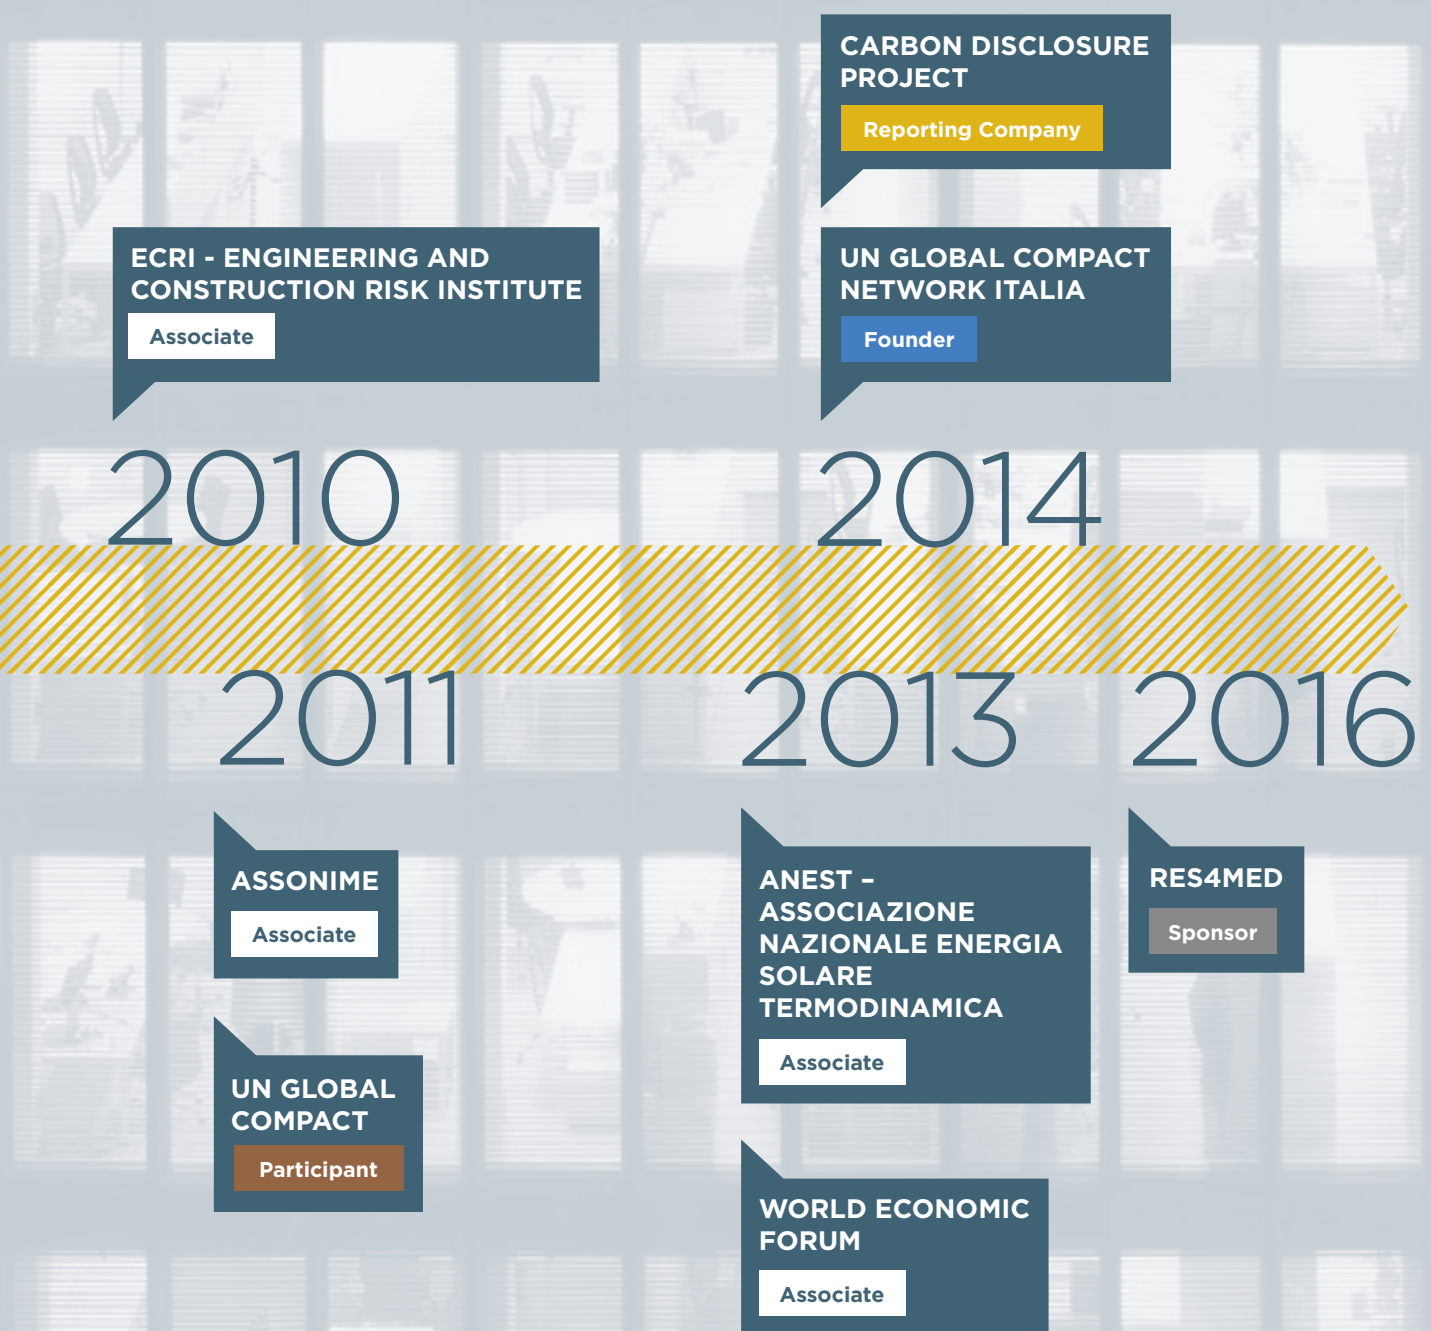 CARBON DISCLOSURE
PROJECT
Reporting Company
ECRI - ENGINEERING AND
CONSTRUCTION RISK INSTITUTE
Associate
UN GLOBAL COMPACT
NETWORK ITALIA
Founder
2010
2014
2011
2013
2016
ASSONIME
Associate
UN GLOBAL
COMPACT
Participant
ANEST –
ASSOCIAZIONE
NAZIONALE ENERGIA
SOLARE
TERMODINAMICA
Associate
WORLD ECONOMIC
FORUM
Associate
RES4MED
Sponsor